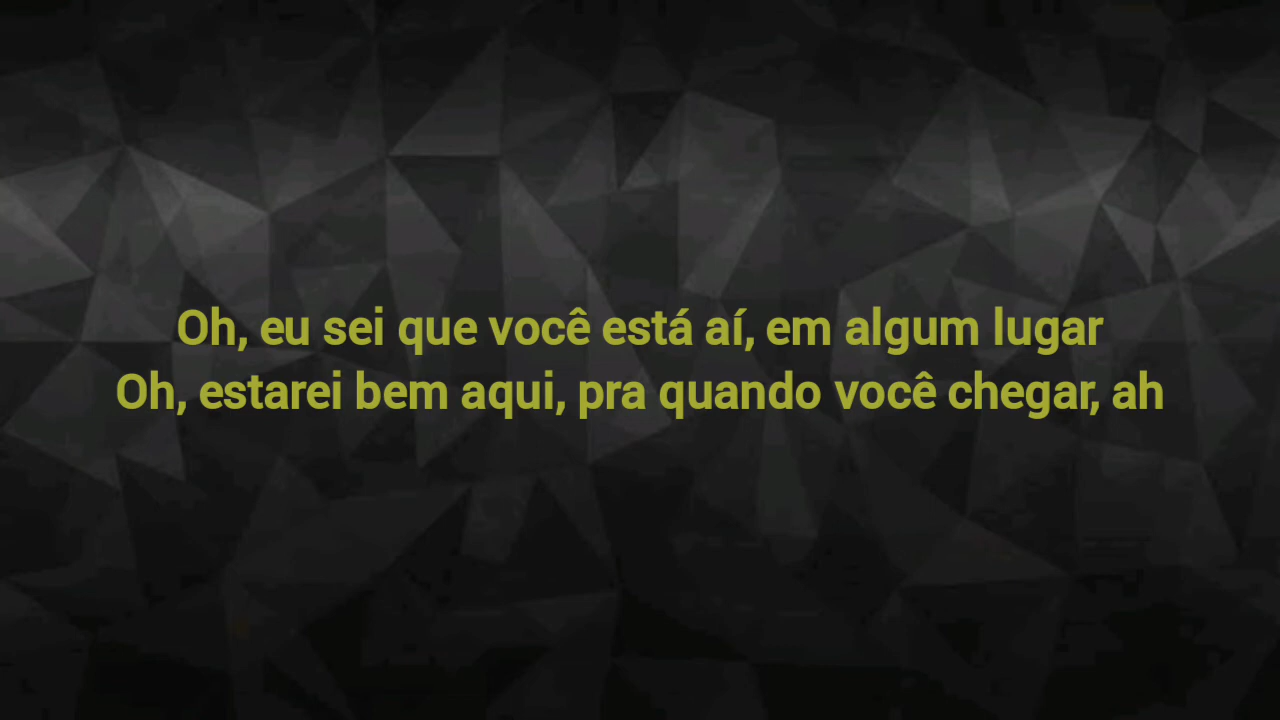 Oh, eu sei que você está aí, em algum lugar
Oh, estarei bem aqui, pra quando você chegar, ah